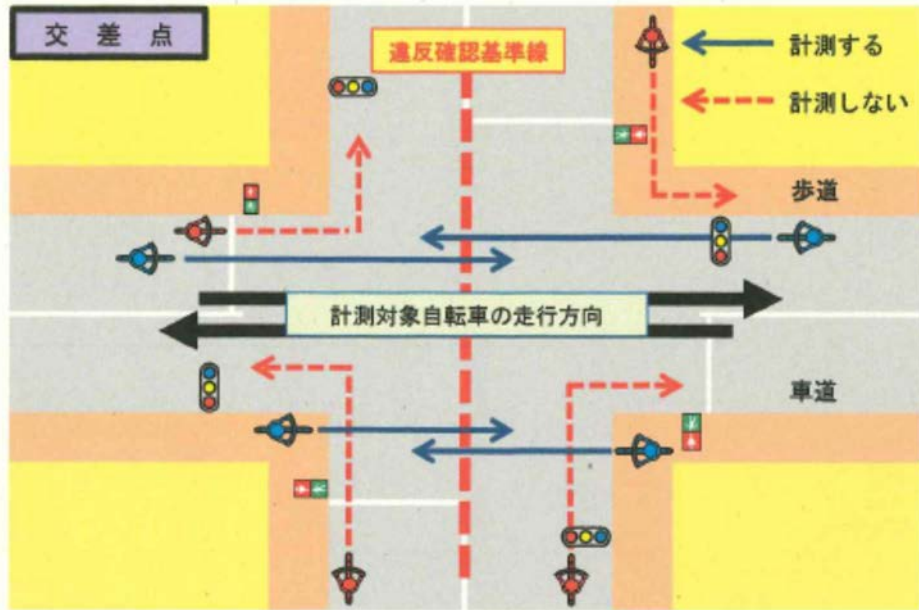 交差点
違反確認基準線
計測する
計測しない
歩道
計測対象自転車の走行方向
車道